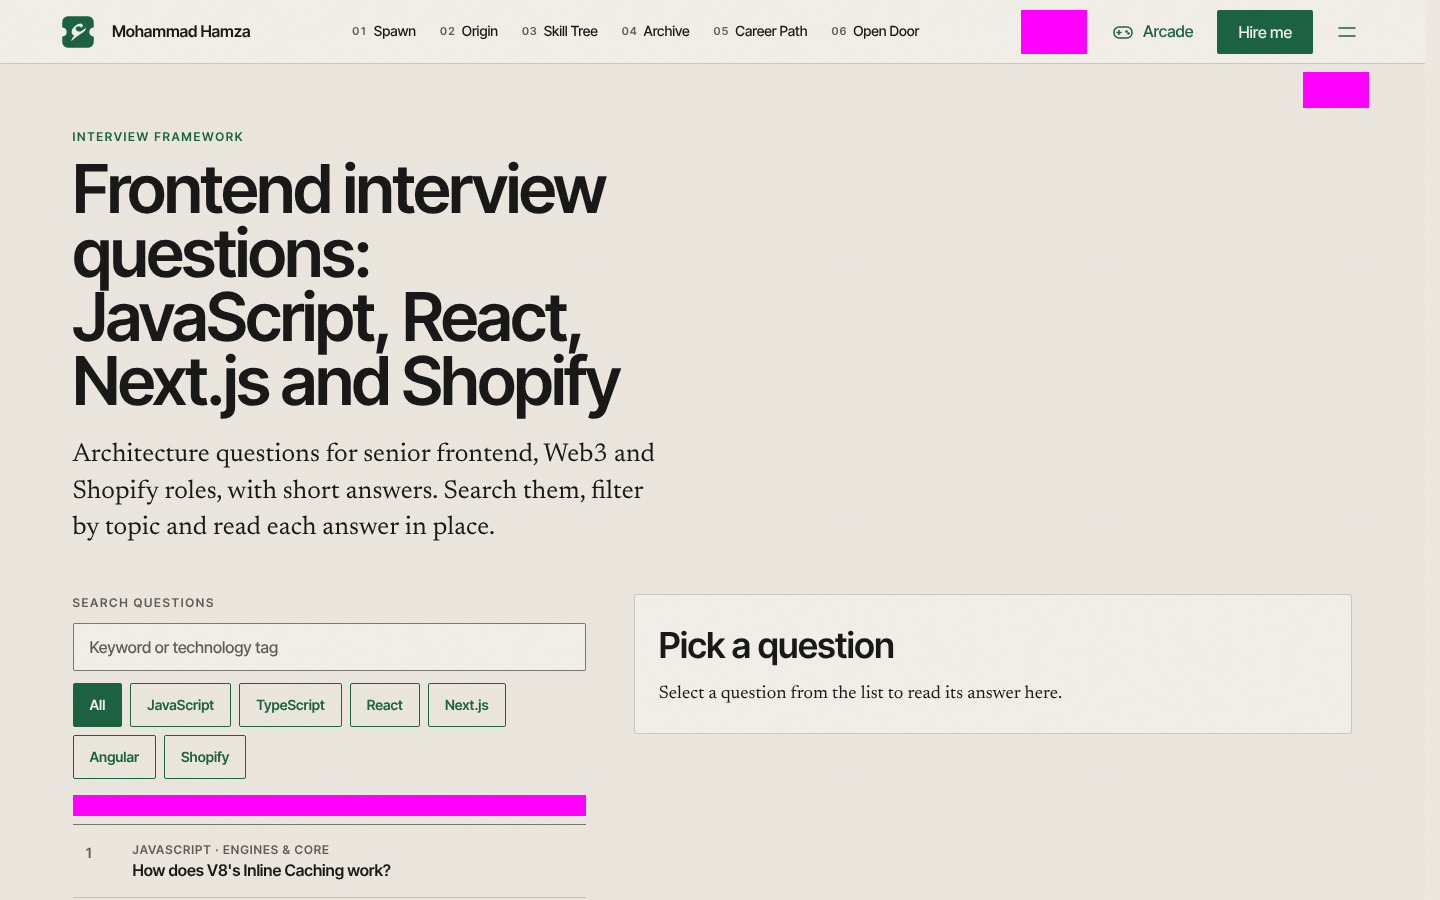 Mohammad Hamza
01 Spawn
02 Origin
03 Skill Tree
04 Archive
05 Career Path
06 Open Door
Arcade
Hire me
INTERVIEW FRAMEWORK
Frontend interview
questions:
JavaScript, React,
Next.js and Shopify
Architecture questions for senior frontend, Web3 and
Shopify roles, with short answers. Search them, filter
by topic and read each answer in place.
SEARCH QUESTIONS
Keyword or technology tag
All
JavaScript
TypeScript
React
Next.js
Angular
Shopify
1
JAVASCRIPT · ENGINES & CORE
How does V8's Inline Caching work?
Pick a question
Select a question from the list to read its answer here.